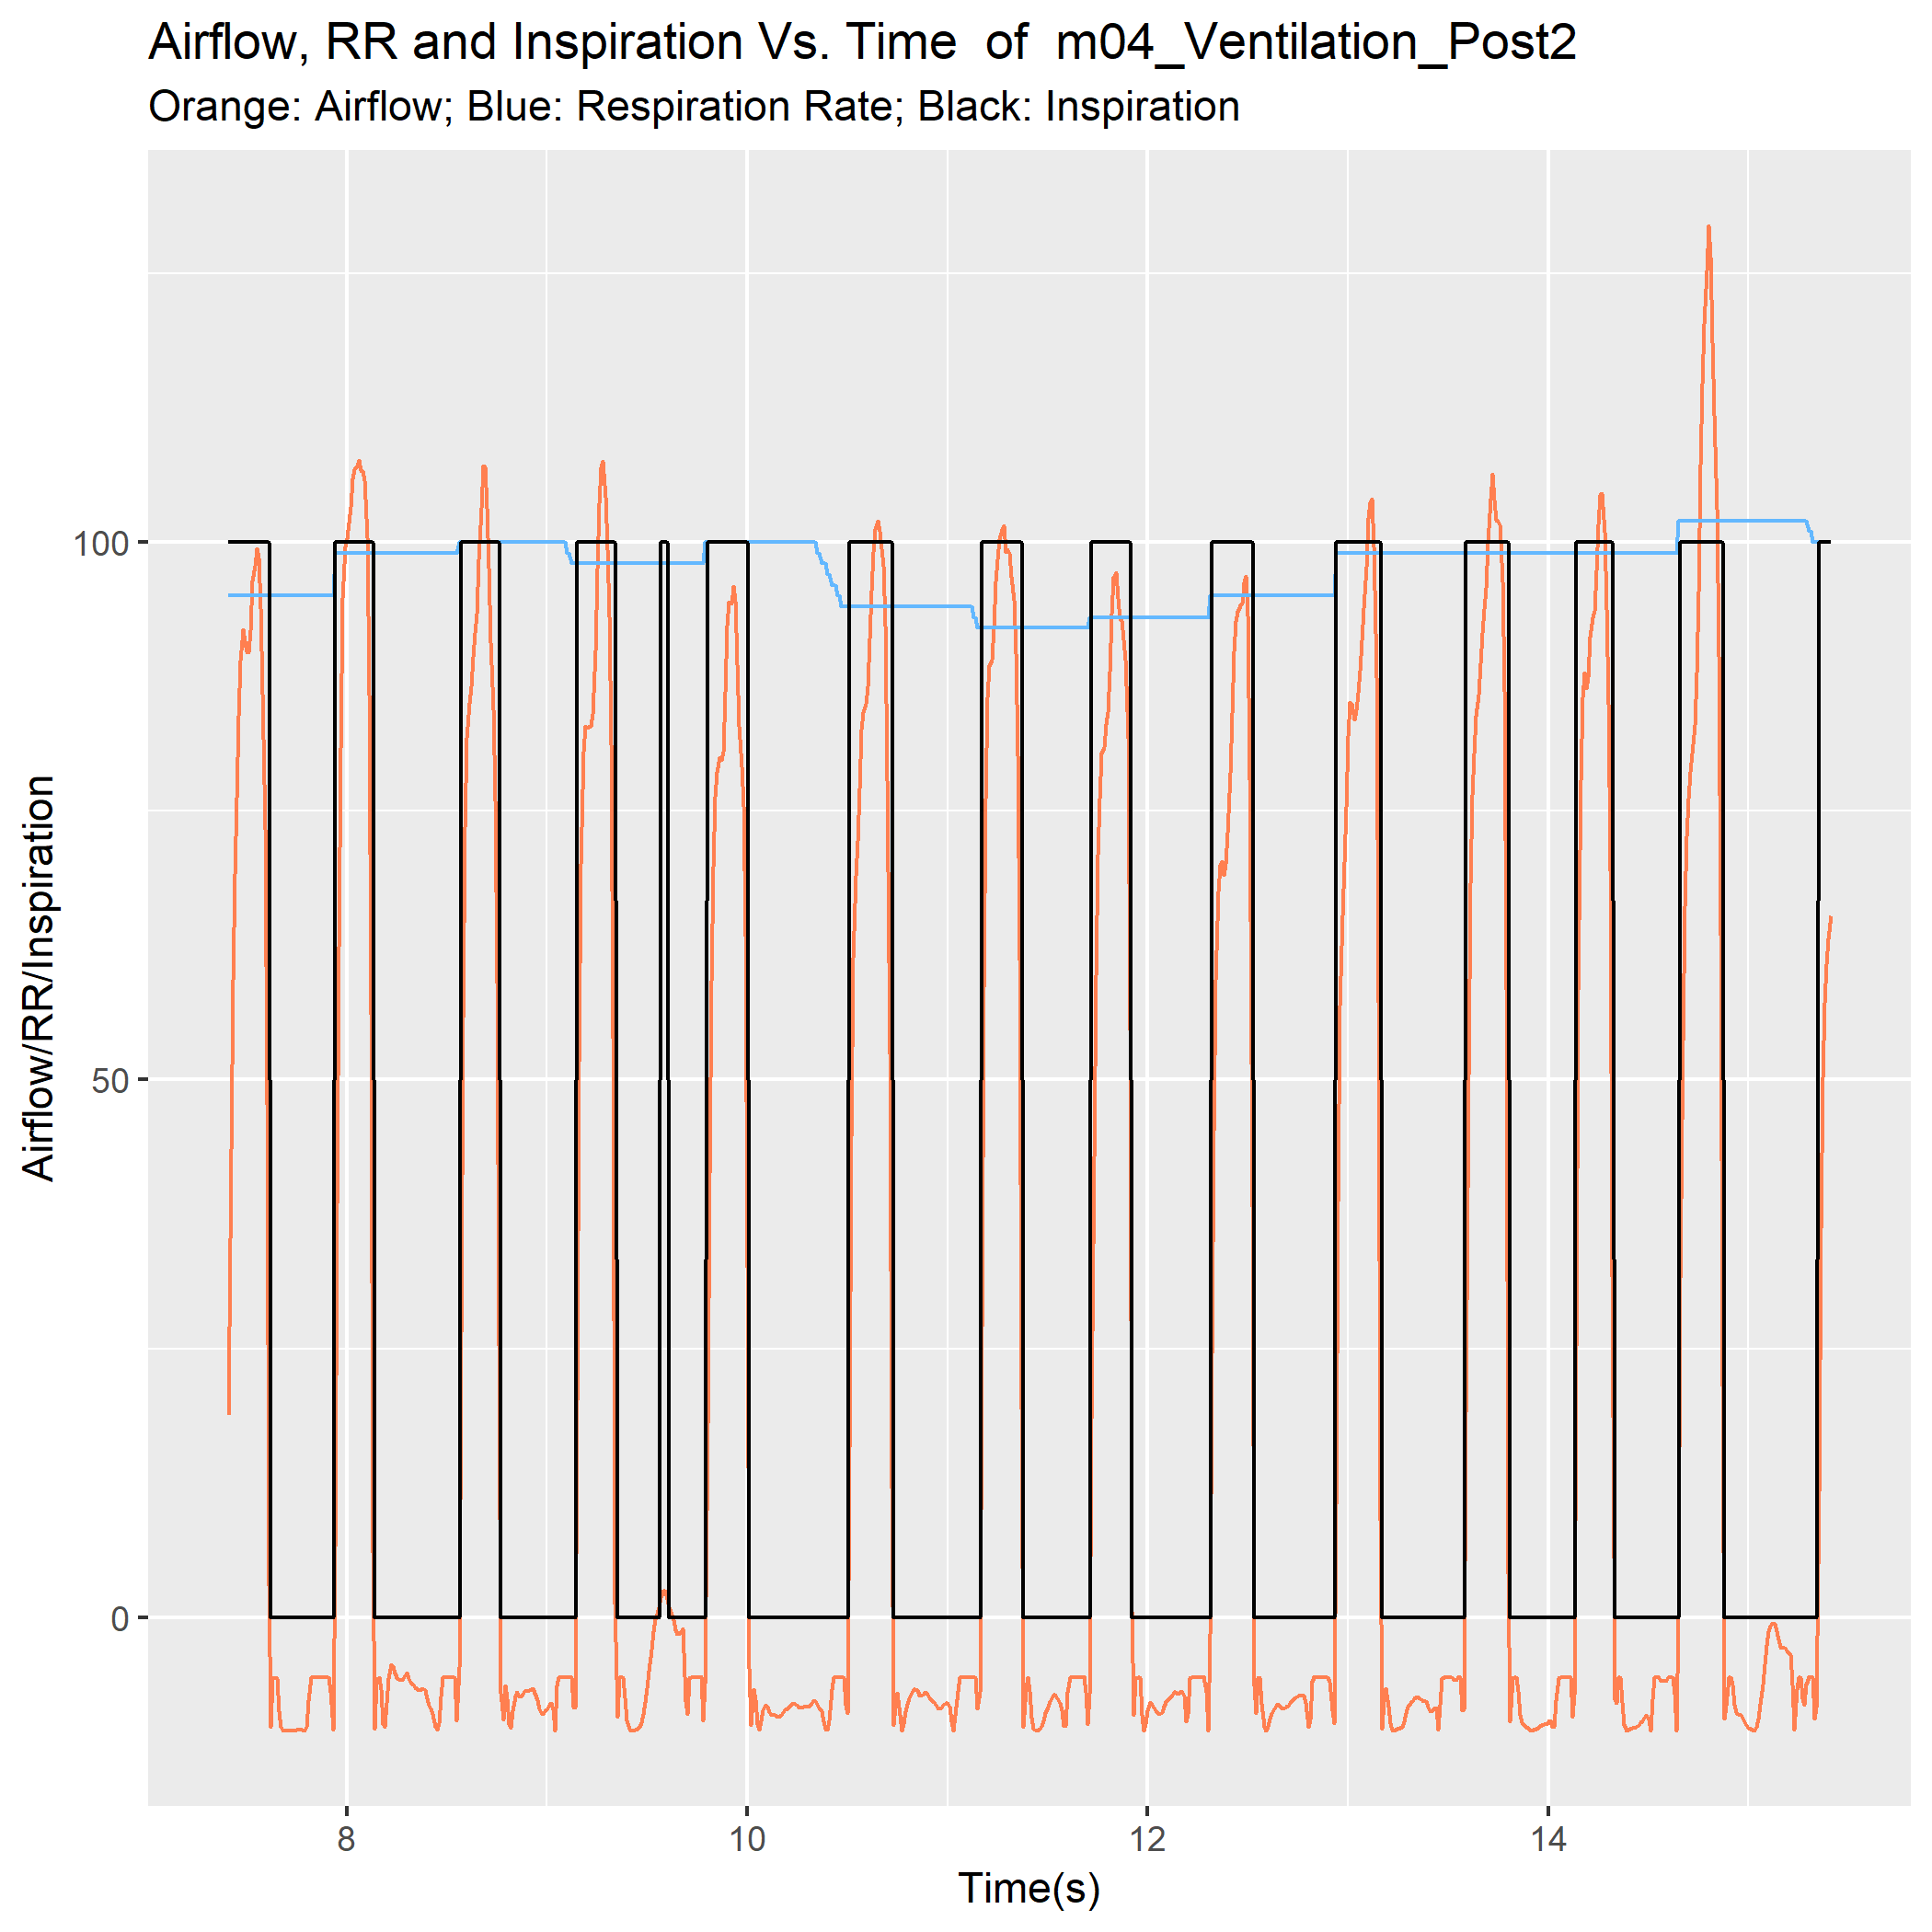 Airflow, RR and Inspiration Vs. Time  of  m04_Ventilation_Post2
Orange: Airflow; Blue: Respiration Rate; Black: Inspiration
Airflow/RR/Inspiration
100
50
0
8
10
12
14
Time(s)